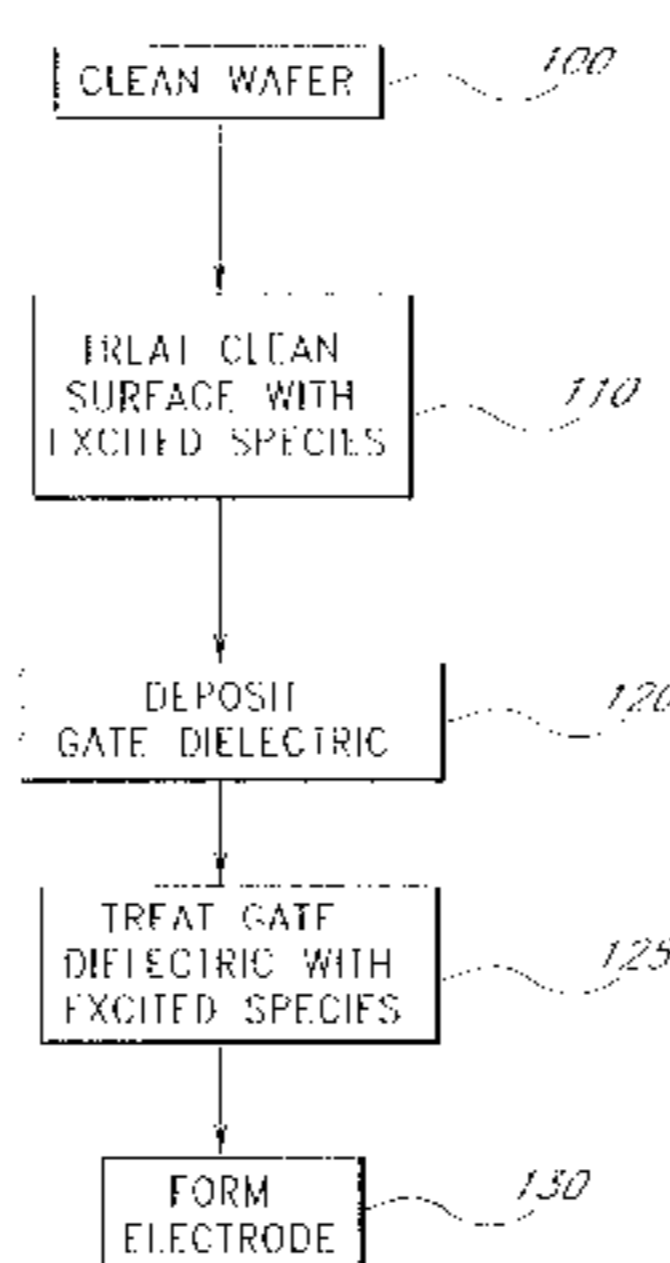 CLEAN WAFER
100
TREAT CLEAN
SURFACE WITH
EXCITED SPECIES
110
DEPOSIT
GATE DIELECTRIC
120
TREAT GATE
DIELECTRIC WITH
EXCITED SPECIES
125
FORM
ELECTRODE
130